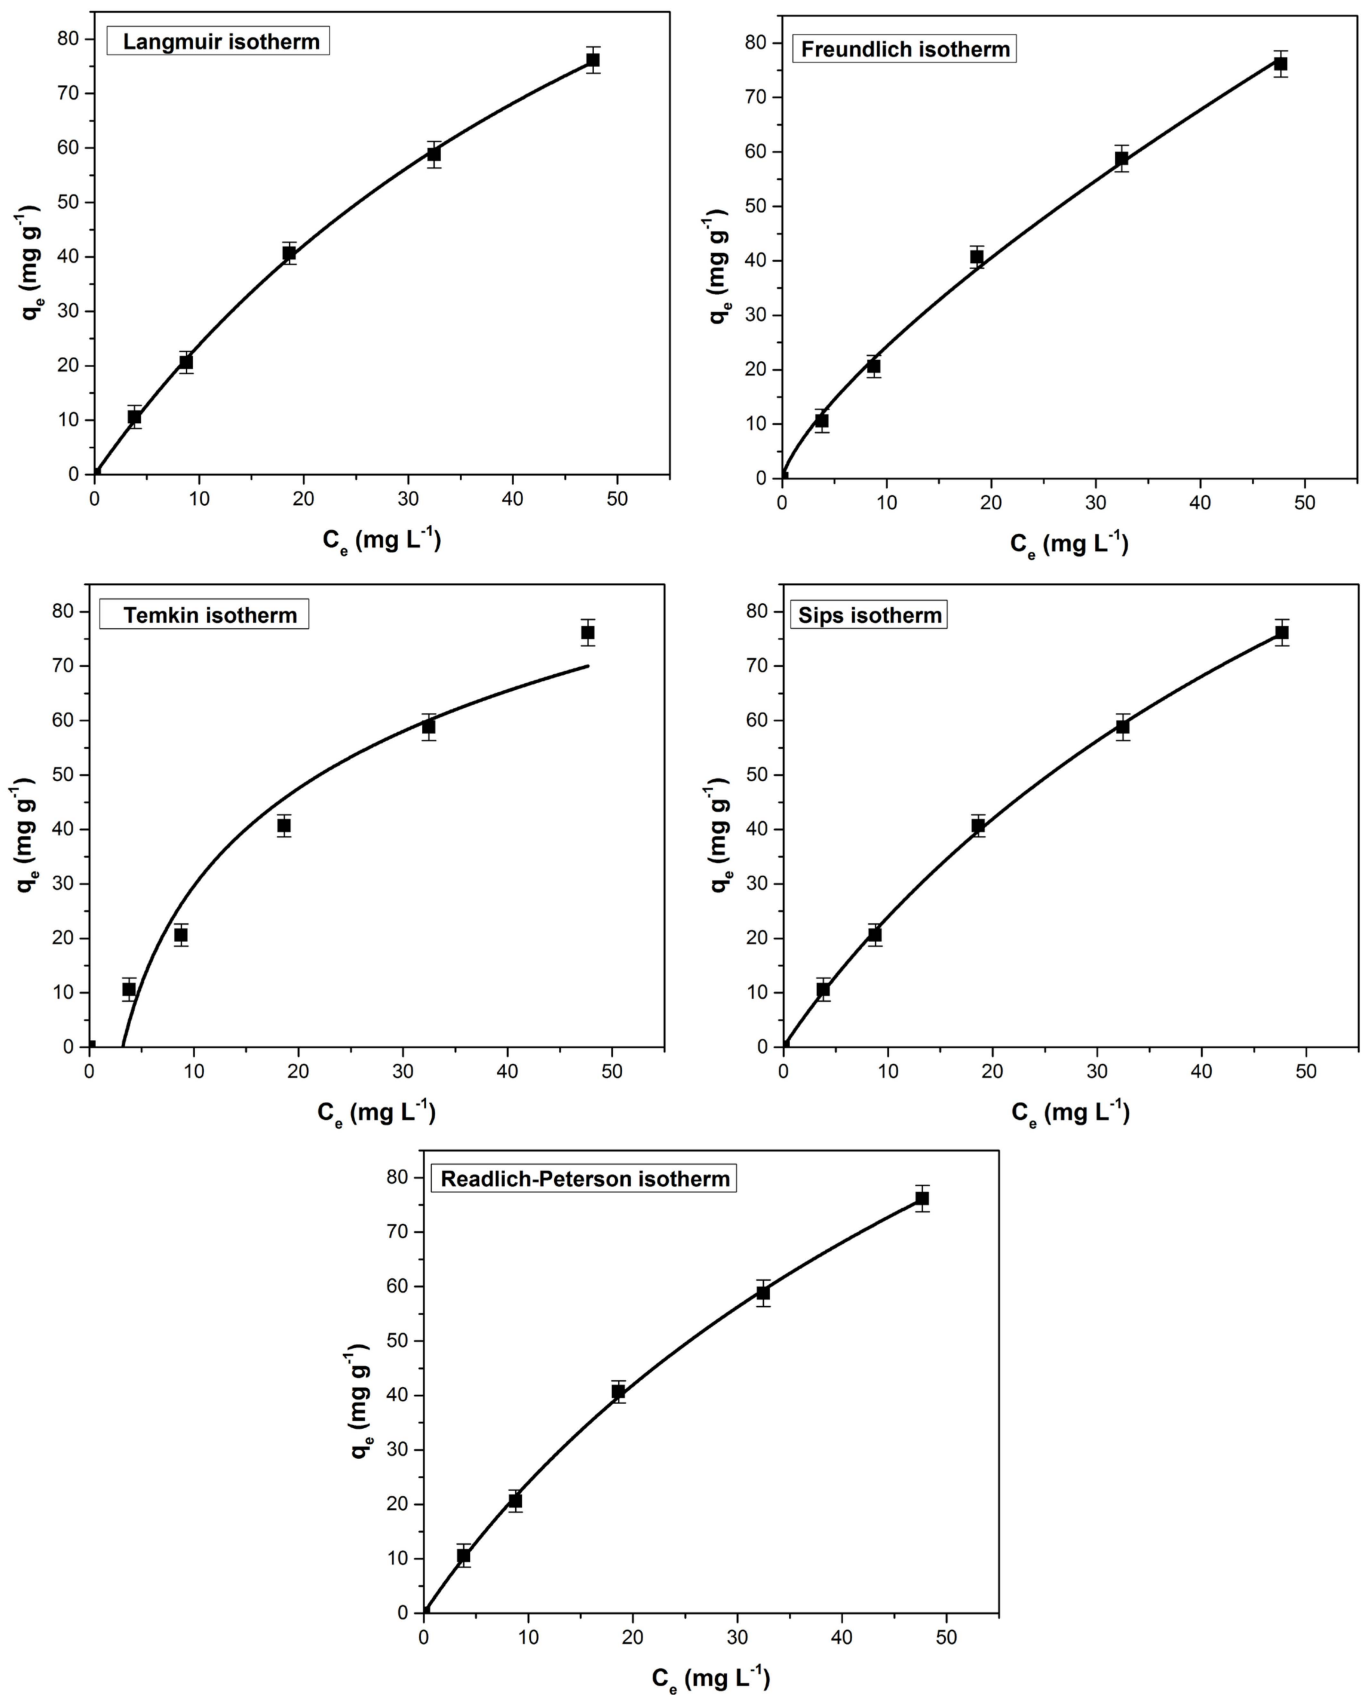 Langmuir isotherm
80
70
60
50
40
30
20
10
0
qe (mg g-1)
0 10 20 30 40 50
Ce (mg L-1)
Freundlich isotherm
80
70
60
50
40
30
20
10
0
qe (mg g-1)
0 10 20 30 40 50
Ce (mg L-1)
Temkin isotherm
80
70
60
50
40
30
20
10
0
qe (mg g-1)
0 10 20 30 40 50
Ce (mg L-1)
Sips isotherm
80
70
60
50
40
30
20
10
0
qe (mg g-1)
0 10 20 30 40 50
Ce (mg L-1)
Readlich-Peterson isotherm
80
70
60
50
40
30
20
10
0
qe (mg g-1)
0 10 20 30 40 50
Ce (mg L-1)